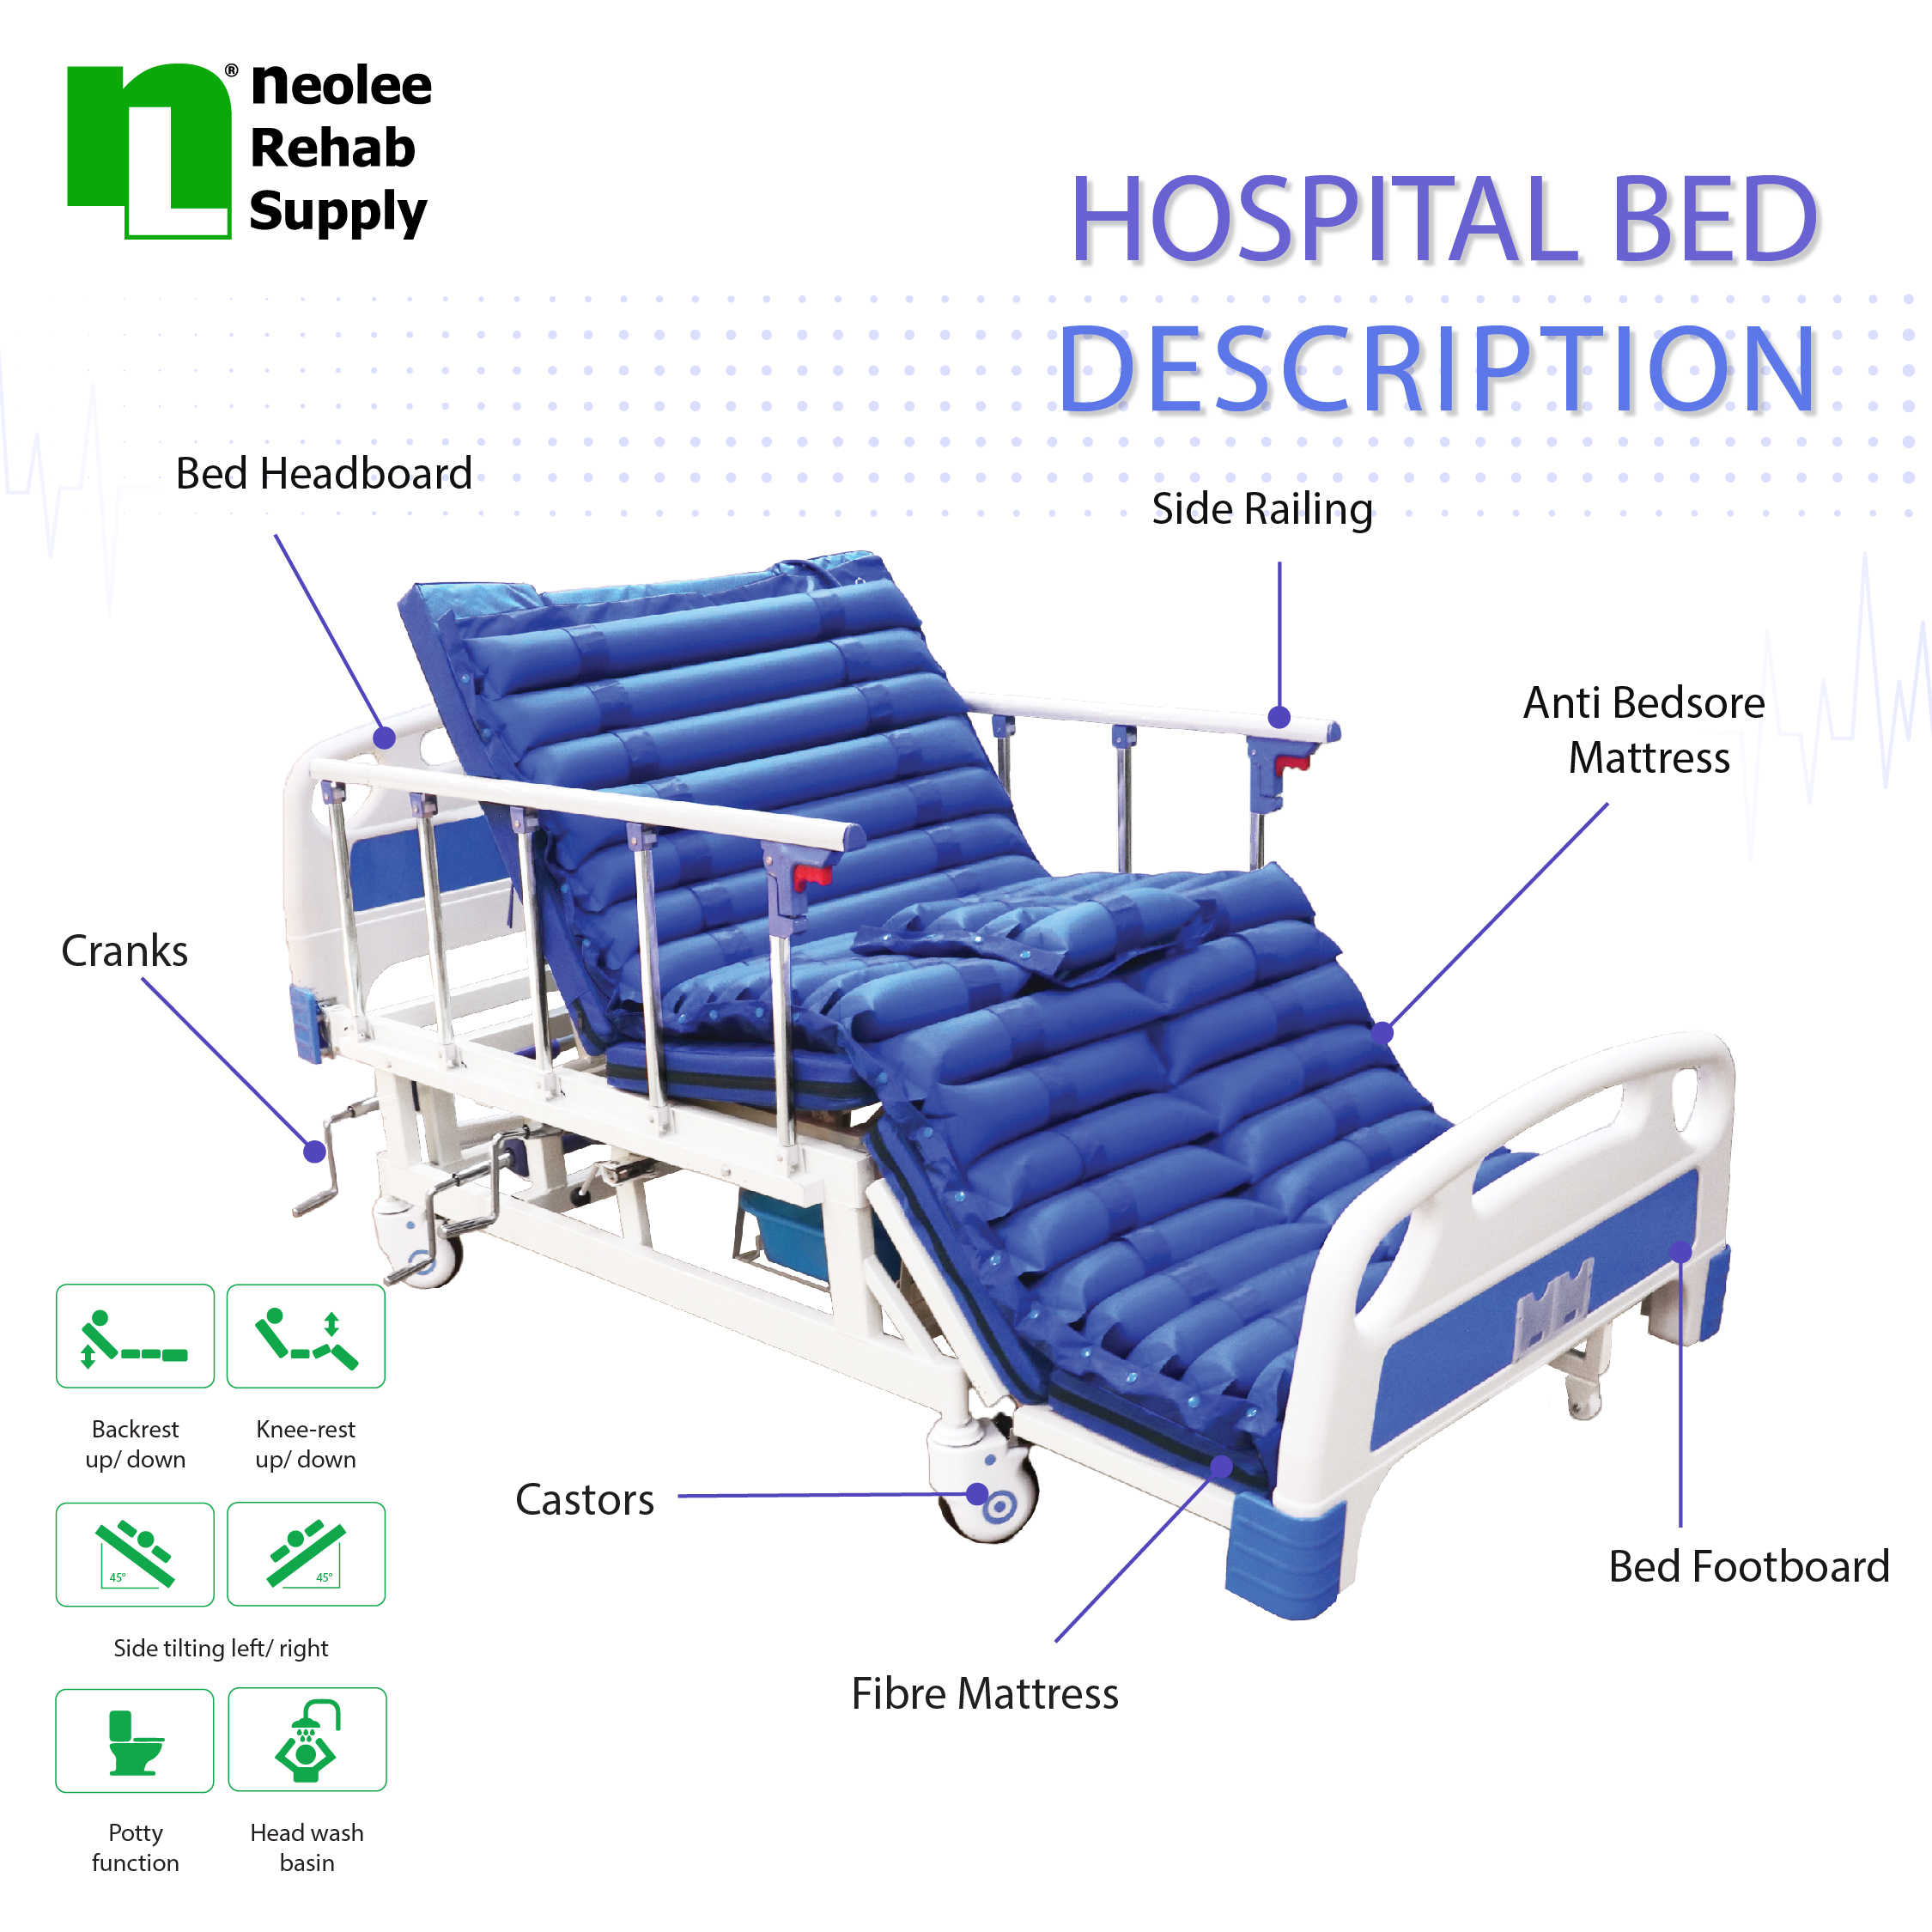 ®
neolee
Rehab
Supply
HOSPITAL BED
DESCRIPTION
Bed Headboard
Side Railing
Anti Bedsore
Mattress
Cranks
Castors
Fibre Mattress
Bed Footboard
Backrest
up/ down
Knee-rest
up/ down
45°
45°
Side tilting left/ right
Potty
function
Head wash
basin